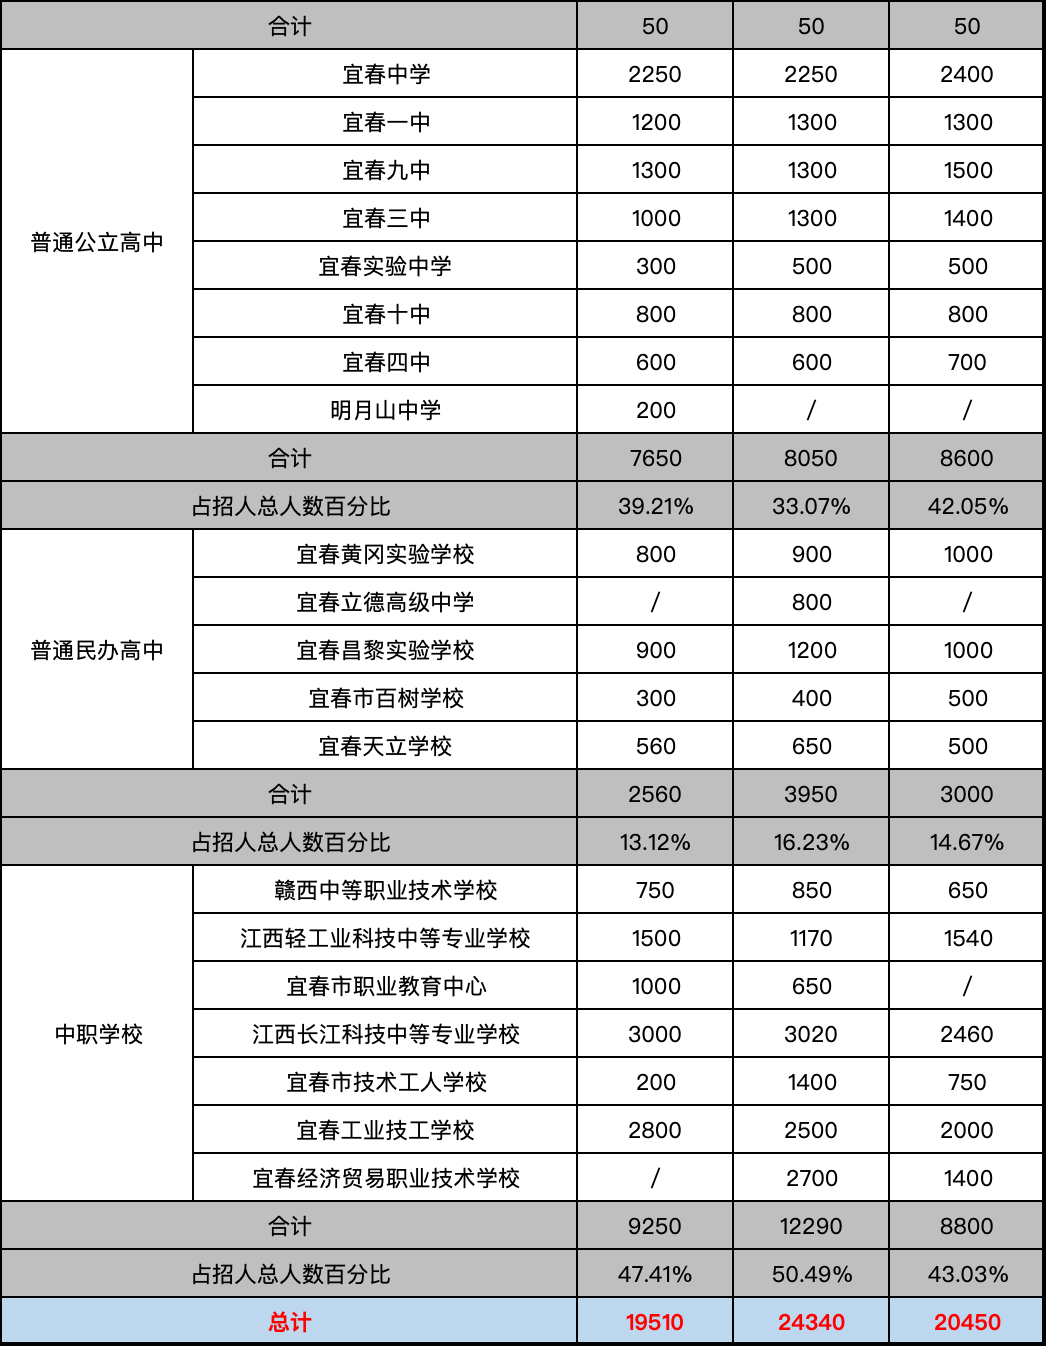 合计 50 50 50
宜春中学 2250 2250 2400
宜春一中 1200 1300 1300
宜春九中 1300 1300 1500
宜春三中 1000 1300 1400
普通公立高中
宜春实验中学 300 500 500
宜春十中 800 800 800
宜春四中 600 600 700
明月山中学 200 / /
合计 7650 8050 8600
占招人总人数百分比 39.21% 33.07% 42.05%
宜春黄冈实验学校 800 900 1000
宜春立德高级中学 / 800 /
普通民办高中 宜春昌黎实验学校 900 1200 1000
宜春市百树学校 300 400 500
宜春天立学校 560 650 500
合计 2560 3950 3000
占招人总人数百分比 13.12% 16.23% 14.67%
赣西中等职业技术学校 750 850 650
江西轻工业科技中等专业学校 1500 1170 1540
宜春市职业教育中心 1000 650 /
中职学校 江西长江科技中等专业学校 3000 3020 2460
宜春市技术工人学校 200 1400 750
宜春工业技工学校 2800 2500 2000
宜春经济贸易职业技术学校 / 2700 1400
合计 9250 12290 8800
占招人总人数百分比 47.41% 50.49% 43.03%
总计 19510 24340 20450